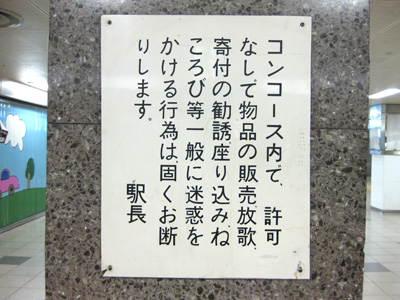 コンコース内で、許可
なしで物品の販売放歌、
寄付の勧誘、座り込みね
ころび等一般に迷惑を
かける行為は、固くお断
りします。
駅長